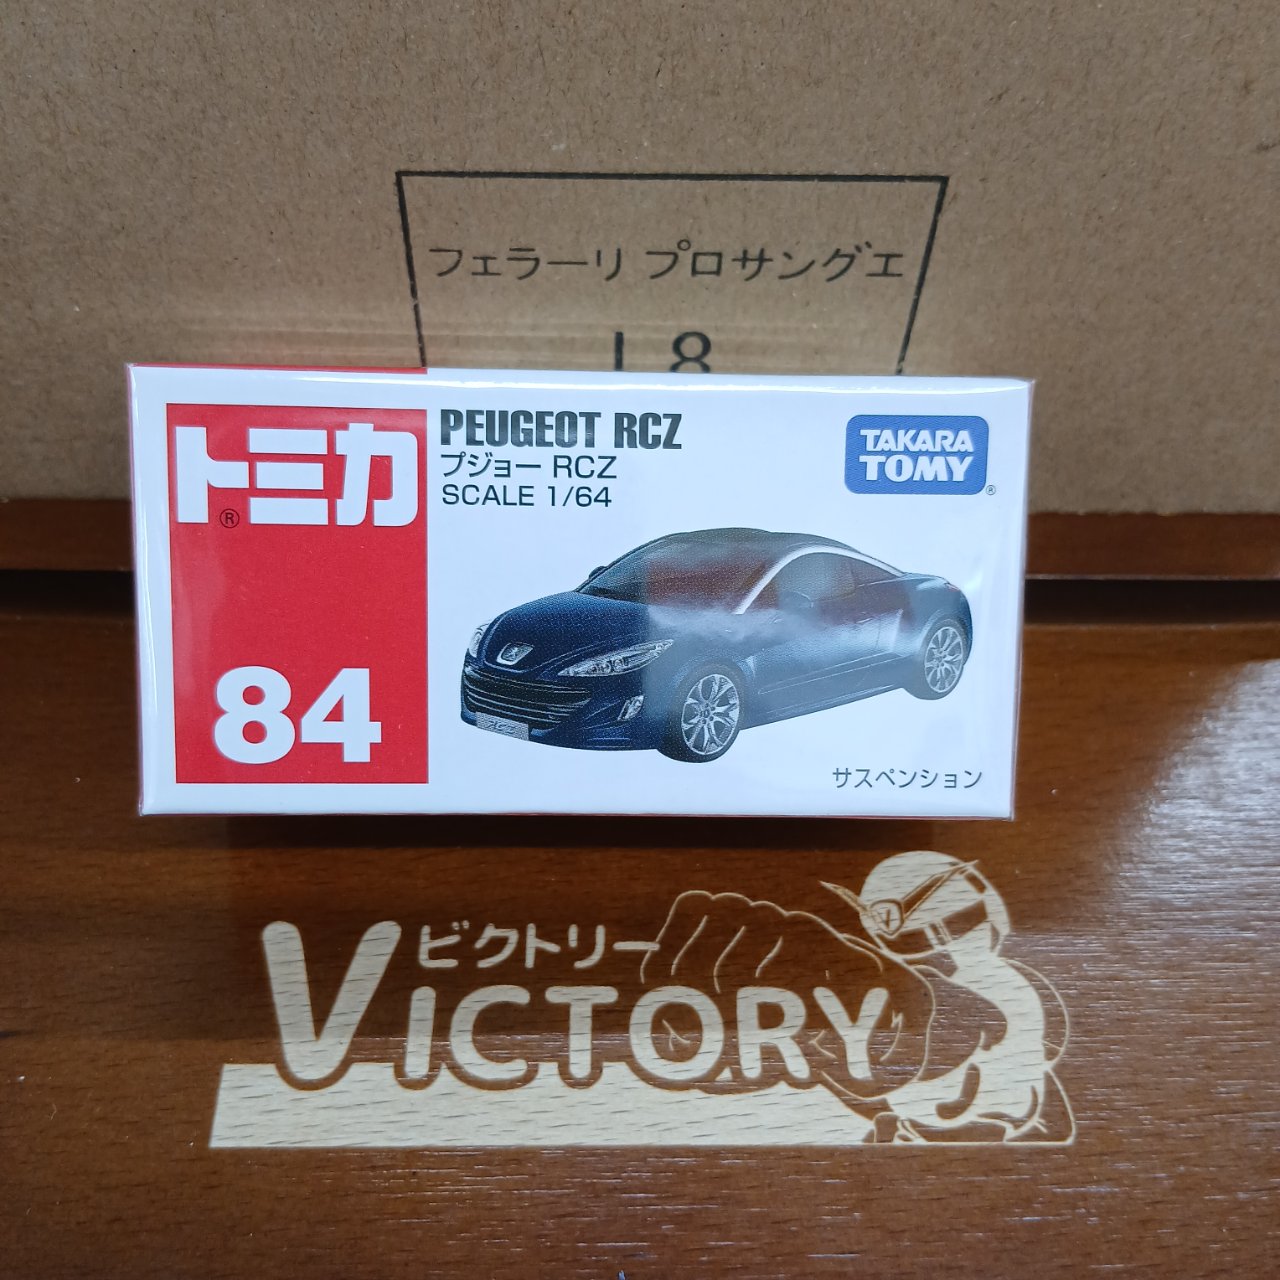 フェラーリ プロサングエ
トミカ®
84
PEUGEOT RCZ
プジョー RCZ
SCALE 1/64
TAKARA
TOMY®
RCZ
サスペンション
ビクトリー
VICTORY